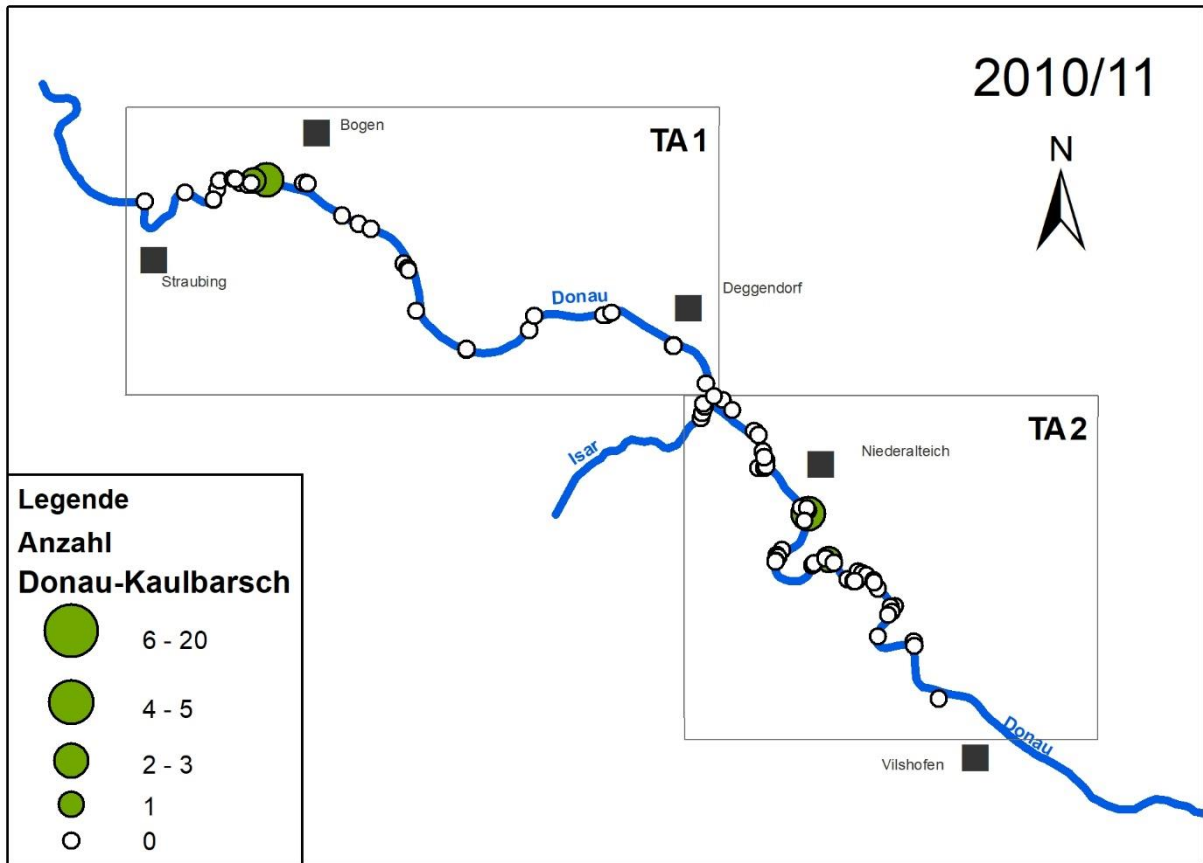 2010/11
N
Bogen
TA 1
Straubing
Donau
Deggendorf
TA 2
Isar
Niederalteich
Donau
Vilshofen
Legende
Anzahl
Donau-Kaulbarsch
6 - 20
4 - 5
2 - 3
1
0